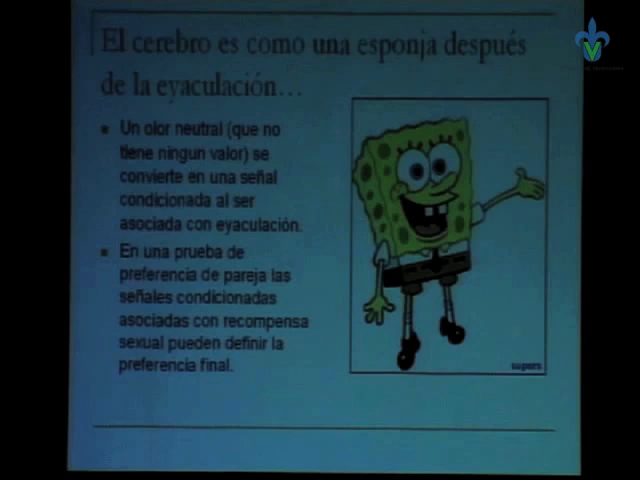 El cerebro es como una esponja después
de la eyaculación...
Un olor neutral (que no
tiene ningun valor) se
convierte en una señal
condicionada al ser
asociada con eyaculación.
En una prueba de
preferencia de pareja las
señales condicionadas
asociadas con recompensa
sexual pueden definir la
preferencia final.